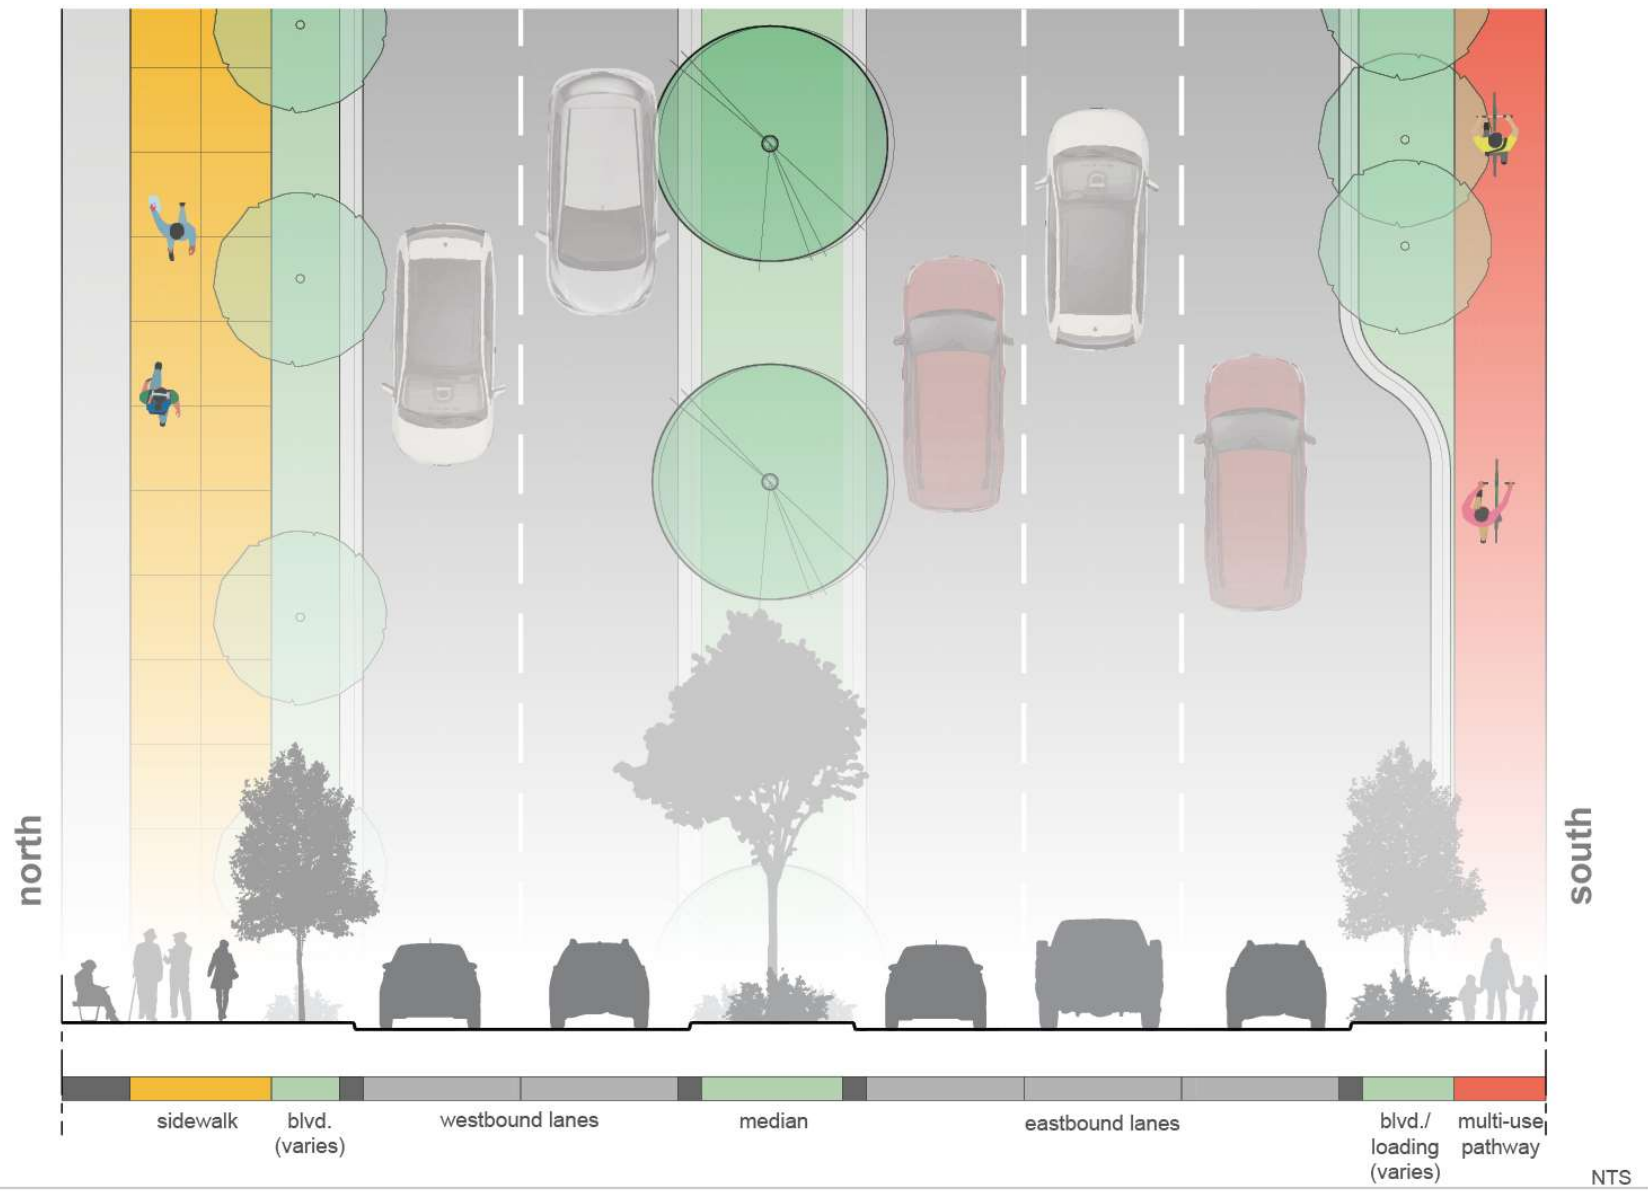 north
south
sidewalk
blvd.
(varies)
westbound lanes
median
eastbound lanes
blvd./
loading
(varies)
multi-use
pathway
NTS